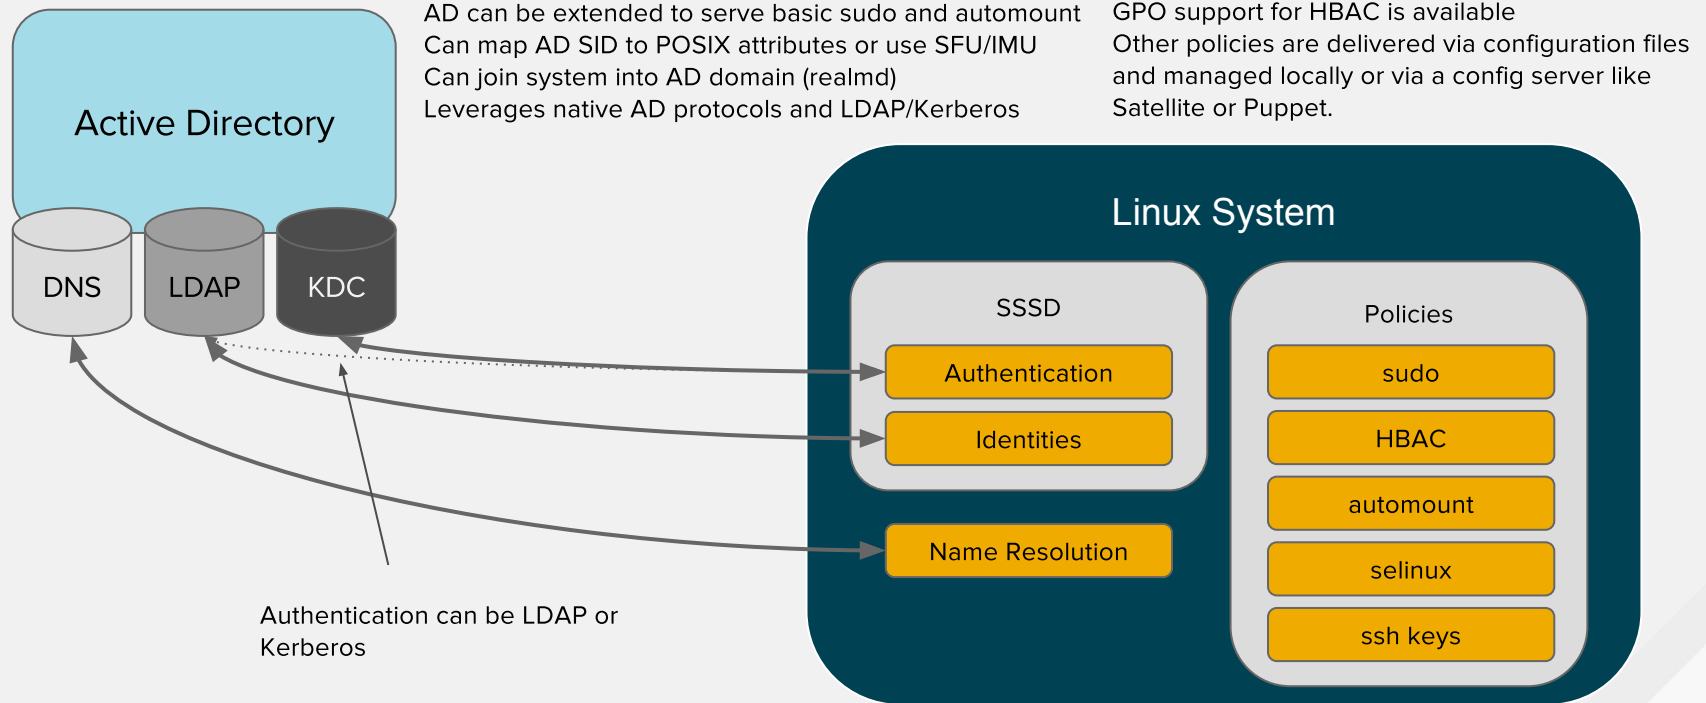 AD can be extended to serve basic sudo and automount
Can map AD SID to POSIX attributes or use SFU/IMU
Can join system into AD domain (realmd)
Leverages native AD protocols and LDAP/Kerberos
GPO support for HBAC is available
Other policies are delivered via configuration files
and managed locally or via a config server like
Satellite or Puppet.
Active Directory
DNS
LDAP
KDC
Linux System
SSSD
Authentication
Identities
Name Resolution
Policies
sudo
HBAC
automount
selinux
ssh keys
Authentication can be LDAP or
Kerberos